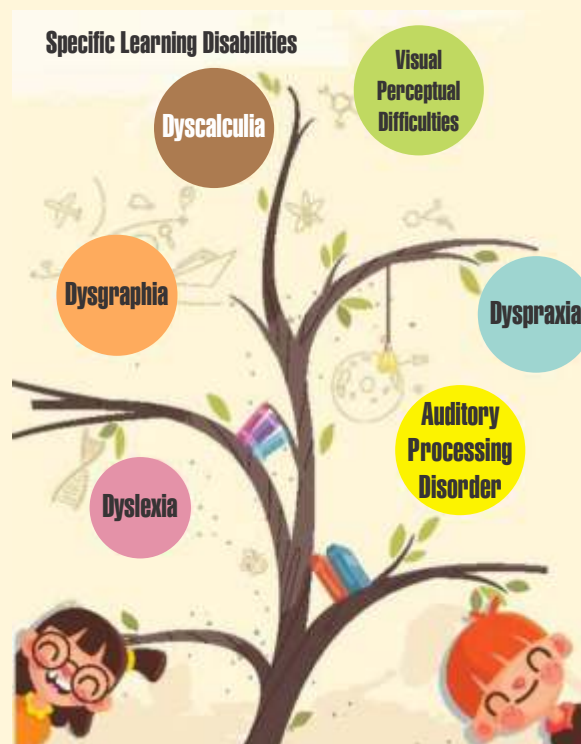 Specific Learning Disabilities
Visual
Perceptual
Difficulties
Dyscalculia
Dysgraphia
Dyspraxia
Auditory
Processing
Disorder
Dyslexia